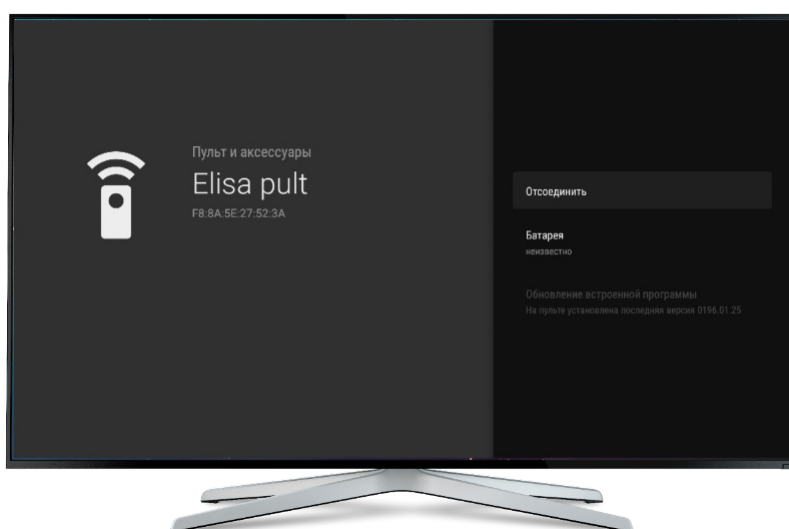 Пульт и аксессуары
Elisa pult
F8:8A:5E:27:52:3A
Отсоединить
Батарея
неизвестно
Обновление встроенной программы
На пульте установлена последняя версия 0196.01.25